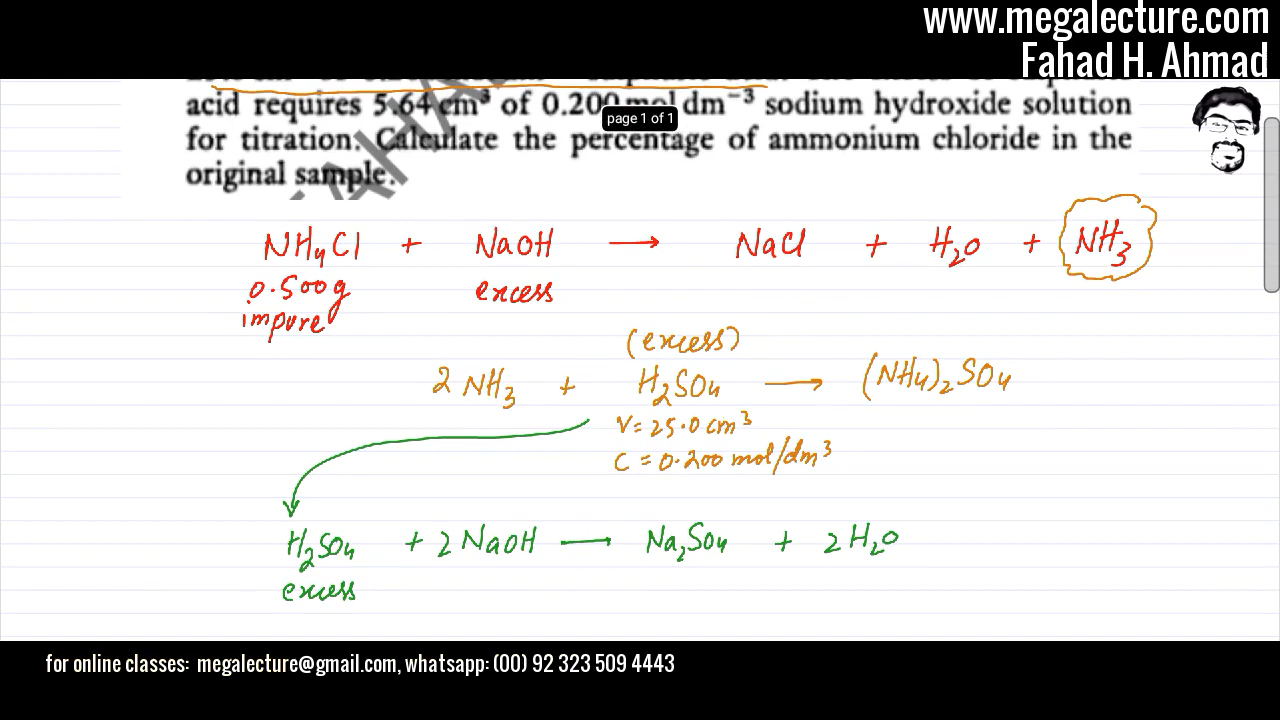 www.megalecture.com
Fahad H. Ahmad
acid requires 5.64 cm³ of 0.200 mol dm⁻³ sodium hydroxide solution
page 1 of 1
for titration. Calculate the percentage of ammonium chloride in the
original sample.
NH4Cl + NaOH → NaCl + H2O + NH3
0.500g excess
impure
(excess)
2 NH3 + H2SO4 → (NH4)2SO4
V = 25.0 cm³
C = 0.200 mol/dm³
H2SO4 + 2 NaOH → Na2SO4 + 2 H2O
excess
for online classes: megalecture@gmail.com, whatsapp: (00) 92 323 509 4443